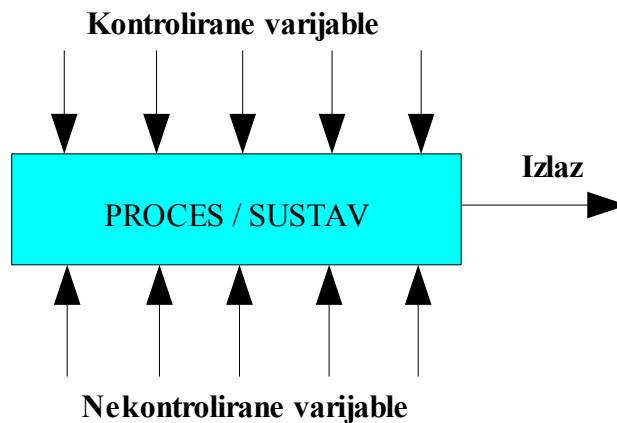 Kontrolirane varijable
Izlaz
PROCES / SUSTAV
Nekontrolirane varijable